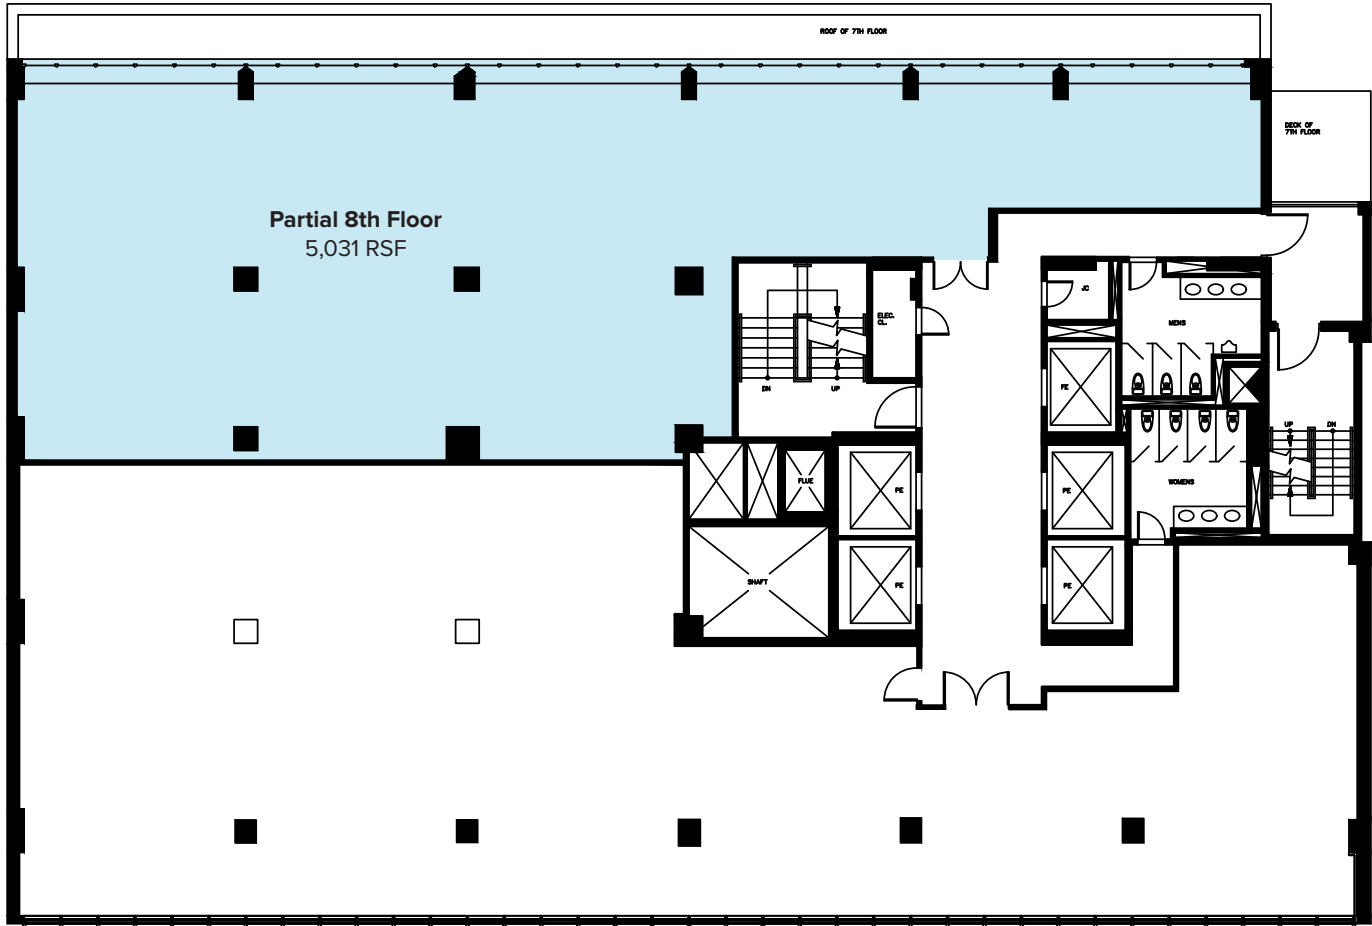 ROOF OF 7TH FLOOR
DECK OF
7TH FLOOR
Partial 8th Floor
5,031 RSF
JC
ELEC.
CL.
MENS
DN
UP
FE
UP
DN
FLUE
PE
PE
WOMENS
SHAFT
PE
PE